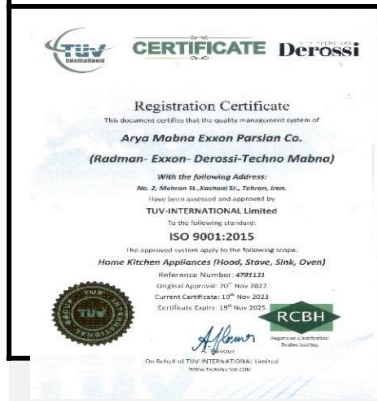 TÜV
International
CERTIFICATE
Derossi
Registration Certificate
This document certifies that the quality management system of
Arya Mabna Exxon Parsian Co.
(Radman- Exxon- Derossi-Techno Mabna)
With the following Address:
No. 2, Mehran St.,Kashani St., Tehran, Iran.
Have been assessed and approved by
TUV-INTERNATIONAL Limited
To the following standard:
ISO 9001:2015
The approved system apply to the following scope.
Home Kitchen Appliances (Hood, Stove, Sink, Oven)
Reference Number: 4791121
Original Approval: 20th Nov 2022
Current Certificate: 19th Nov 2023
Certificate Expiry: 19th Nov 2025
TUV
RCBH
On Behalf of TUV-INTERNATIONAL Limited